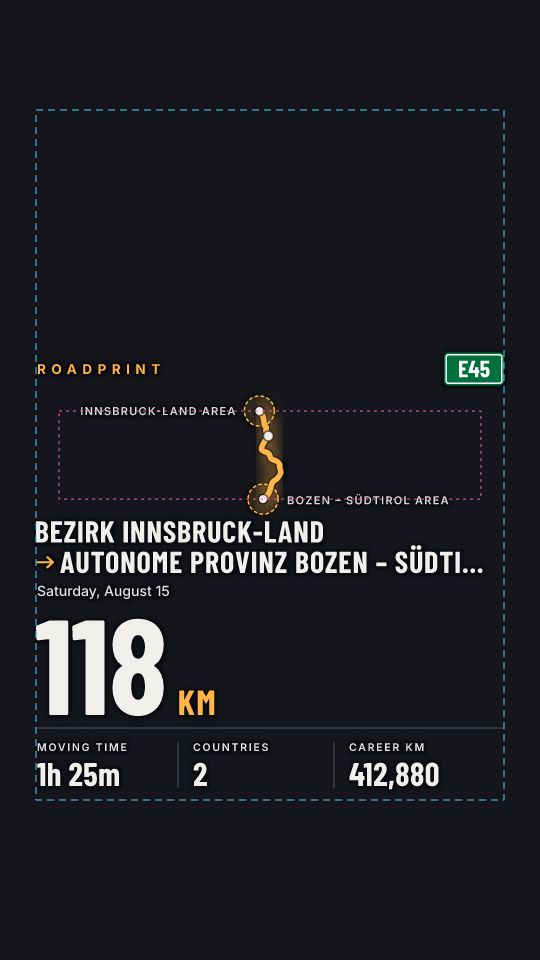 ROADPRINT
E45
INNSBRUCK-LAND AREA
BOZEN – SÜDTIROL AREA
BEZIRK INNSBRUCK-LAND
→ AUTONOME PROVINZ BOZEN – SÜDTI...
Saturday, August 15
118 KM
MOVING TIME
1h 25m
COUNTRIES
2
CAREER KM
412,880